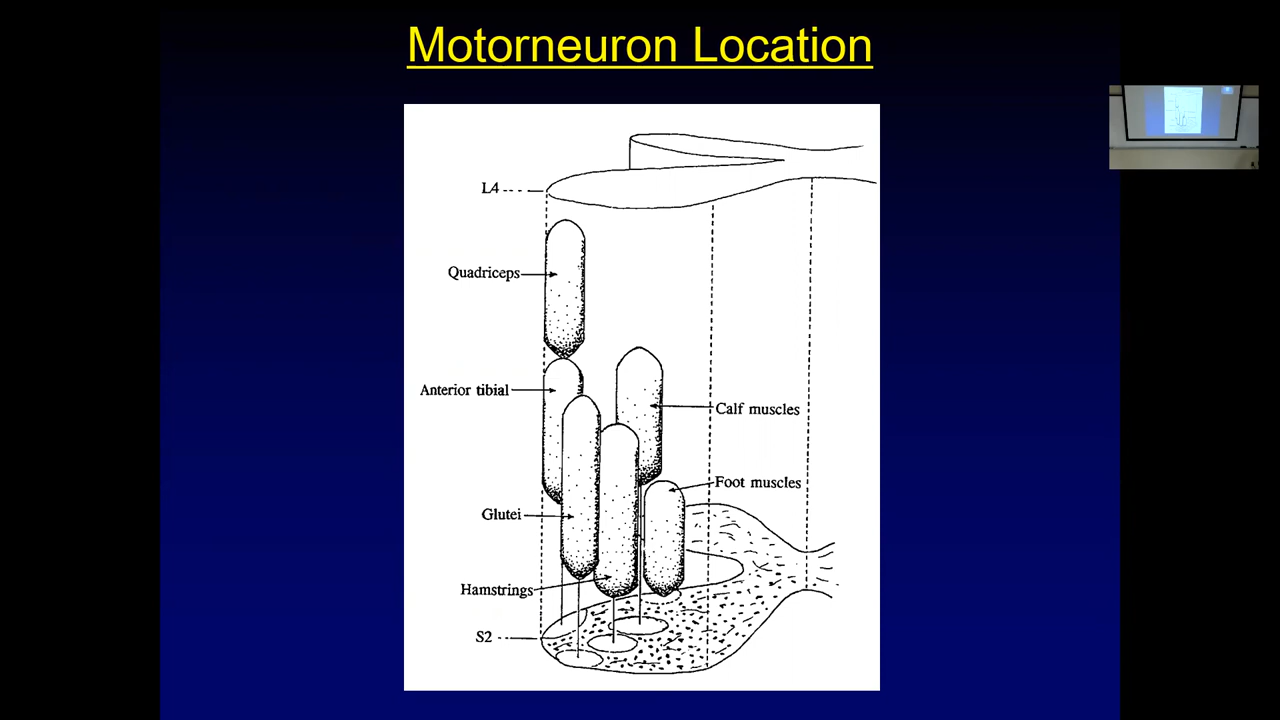 Motorneuron Location
L4
Quadriceps
Anterior tibial
Calf muscles
Foot muscles
Glutei
Hamstrings
S2